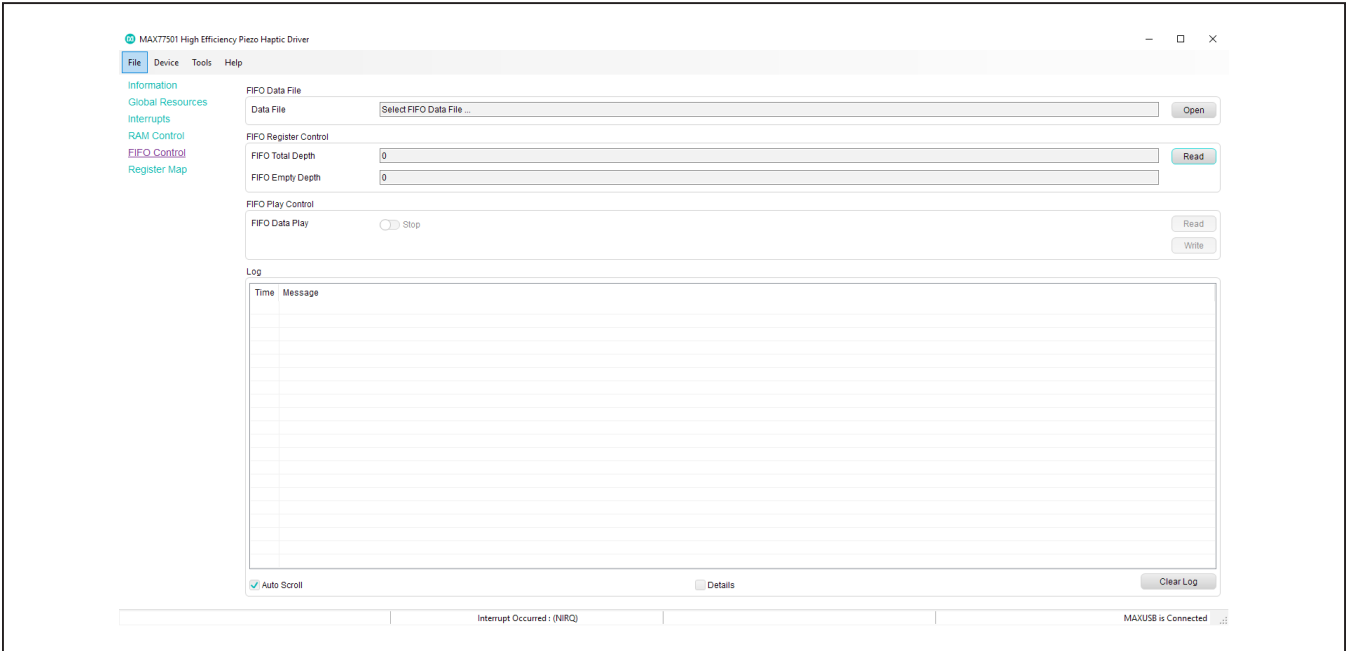 MAX77501 High Efficiency Piezo Haptic Driver
File Device Tools Help
Information
Global Resources
Interrupts
RAM Control
FIFO Control
Register Map
FIFO Data File
Data File Select FIFO Data File ... Open
FIFO Register Control
FIFO Total Depth 0 Read
FIFO Empty Depth 0
FIFO Play Control
FIFO Data Play Stop Read
Write
Log
Time Message
Auto Scroll Details Clear Log
Interrupt Occurred : (NIRQ) MAXUSB is Connected